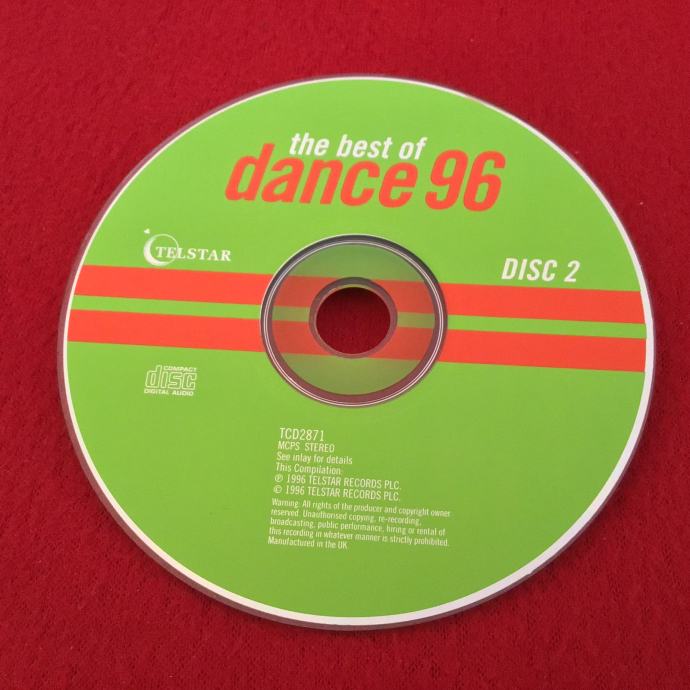 the best of
dance 96
TELSTAR
DISC 2
COMPACT
disc
DIGITAL AUDIO
TCD2871
MCPS STEREO
See inlay for details
This Compilation:
℗ 1996 TELSTAR RECORDS PLC.
© 1996 TELSTAR RECORDS PLC.
Warning: All rights of the producer and copyright owner
reserved. Unauthorised copying, re-recording,
broadcasting, public performance, hiring or rental of
this recording in whatever manner is strictly prohibited.
Manufactured in the UK